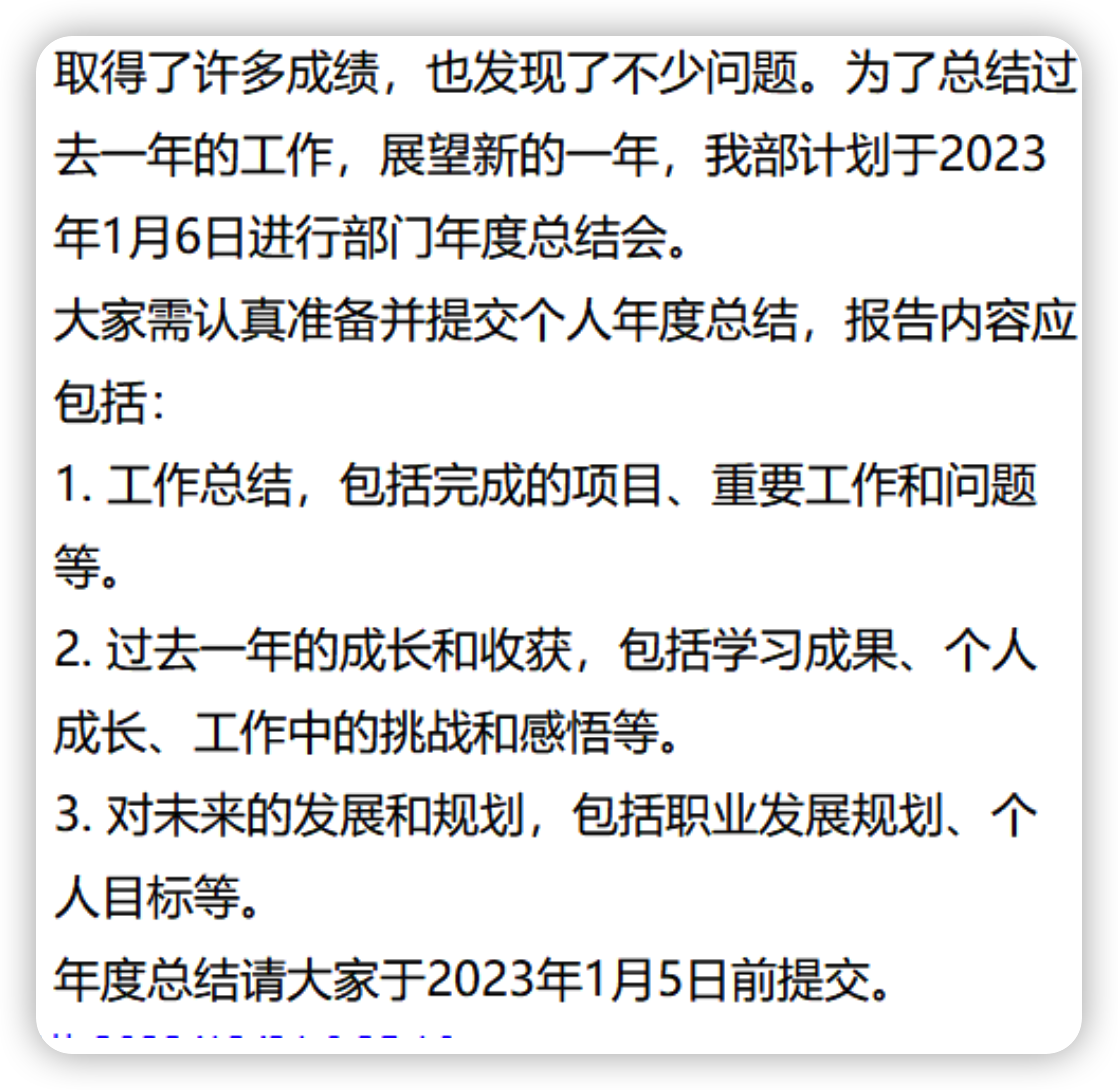 取得了许多成绩，也发现了不少问题。为了总结过
去一年的工作，展望新的一年，我部计划于2023
年1月6日进行部门年度总结会。
大家需认真准备并提交个人年度总结，报告内容应
包括：
1. 工作总结，包括完成的项目、重要工作和问题
等。
2. 过去一年的成长和收获，包括学习成果、个人
成长、工作中的挑战和感悟等。
3. 对未来的发展和规划，包括职业发展规划、个
人目标等。
年度总结请大家于2023年1月5日前提交。